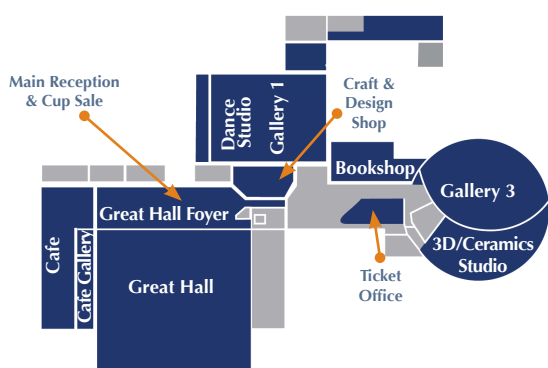 Main Reception
& Cup Sale
Craft &
Design
Shop
Dance
Studio
Gallery 1
Bookshop
Gallery 3
Great Hall Foyer
3D/Ceramics
Studio
Cafe
Cafe Gallery
Great Hall
Ticket
Office